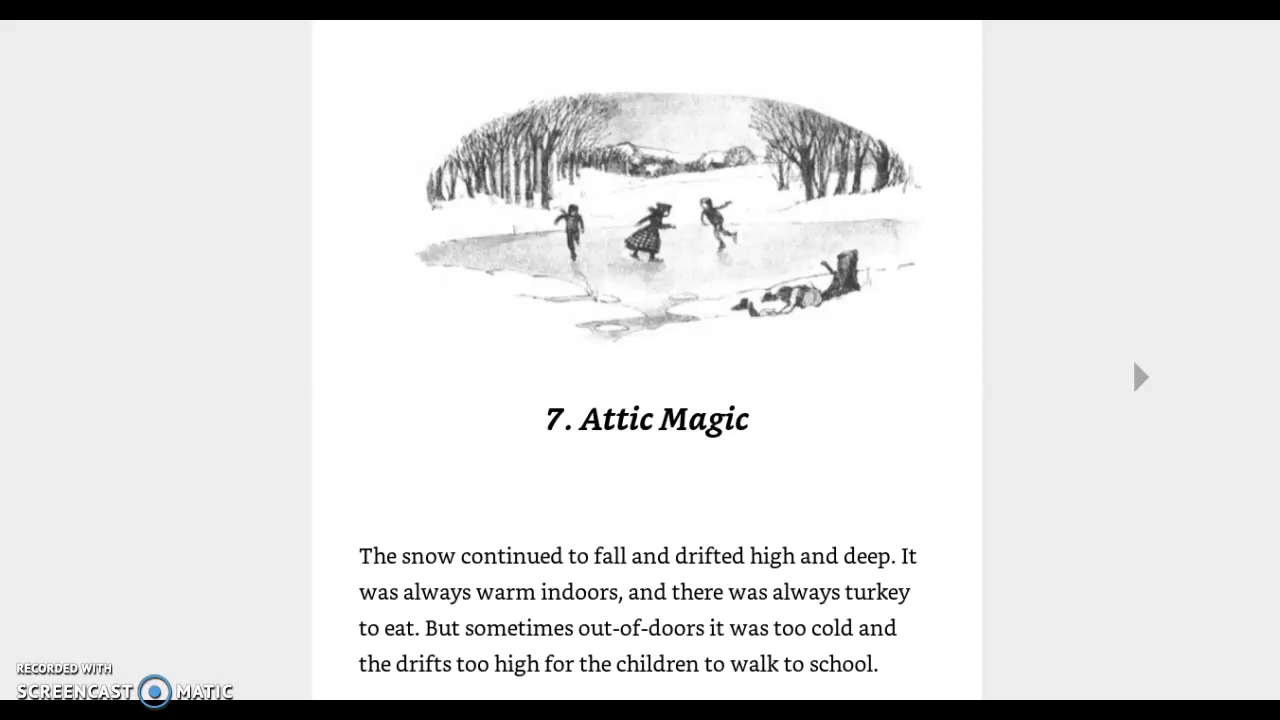 7. Attic Magic
The snow continued to fall and drifted high and deep. It
was always warm indoors, and there was always turkey
to eat. But sometimes out-of-doors it was too cold and
the drifts too high for the children to walk to school.
RECORDED WITH
SCREENCAST MATIC